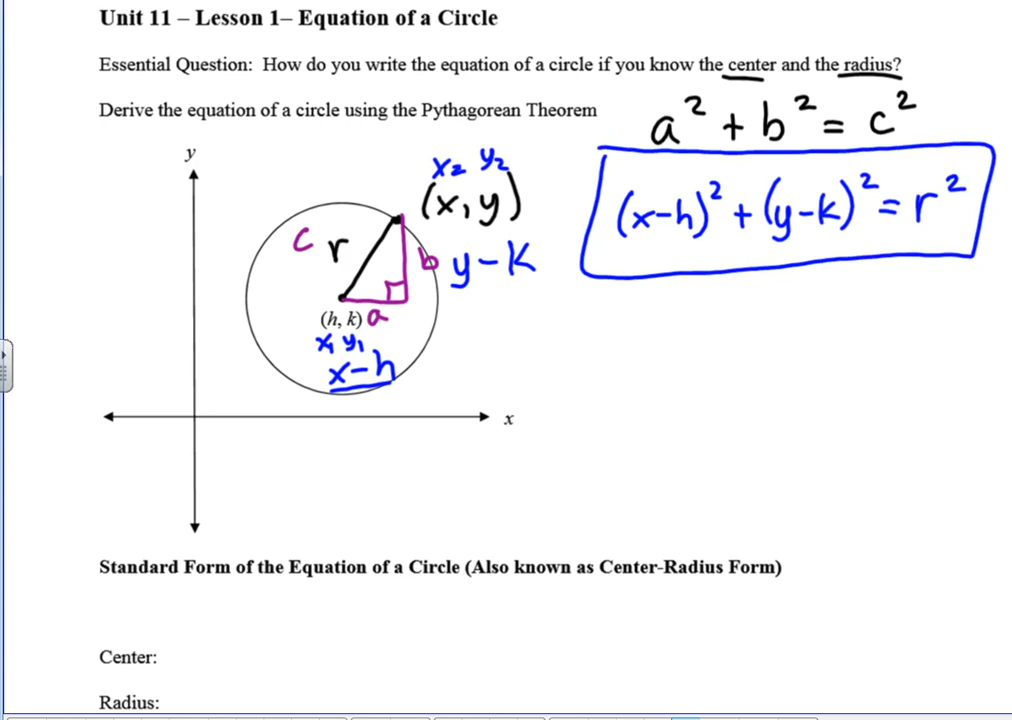 Unit 11 – Lesson 1– Equation of a Circle
Essential Question: How do you write the equation of a circle if you know the center and the radius?
Derive the equation of a circle using the Pythagorean Theorem
a² + b² = c²
y
x₂ y₂
(x, y)
(x-h)² + (y-k)² = r²
c r
b y-k
(h, k) a
x₁ y₁
x-h
x
Standard Form of the Equation of a Circle (Also known as Center-Radius Form)
Center:
Radius: